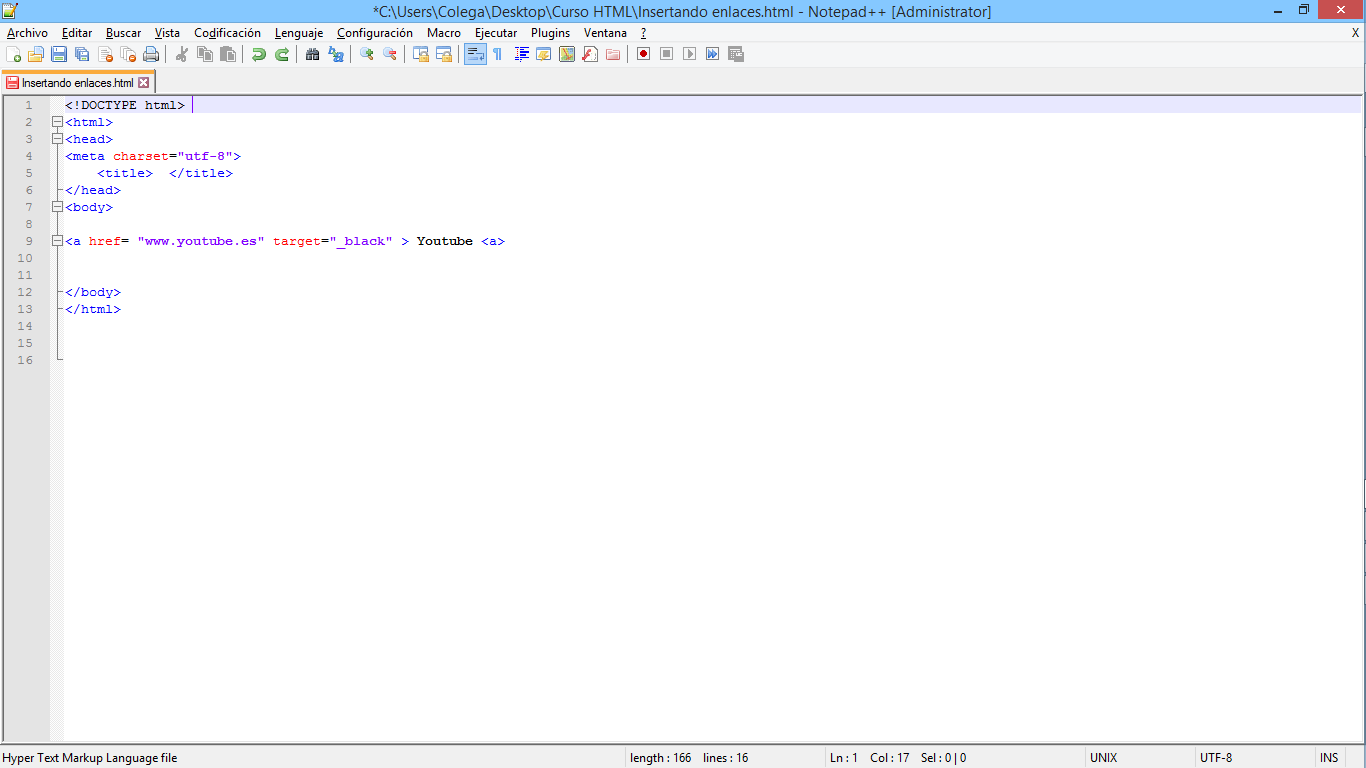 *C:\Users\Colega\Desktop\Curso HTML\Insertando enlaces.html - Notepad++ [Administrator]
Archivo Editar Buscar Vista Codificación Lenguaje Configuración Macro Ejecutar Plugins Ventana ? X
Insertando enlaces.html
1 <!DOCTYPE html>
2 <html>
3 <head>
4 <meta charset="utf-8">
5 <title>  </title>
6 </head>
7 <body>
8
9 <a href= "www.youtube.es" target="_black" > Youtube <a>
10
11
12 </body>
13 </html>
14
15
16
Hyper Text Markup Language file length : 166 lines : 16 Ln : 1 Col : 17 Sel : 0 | 0 UNIX UTF-8 INS